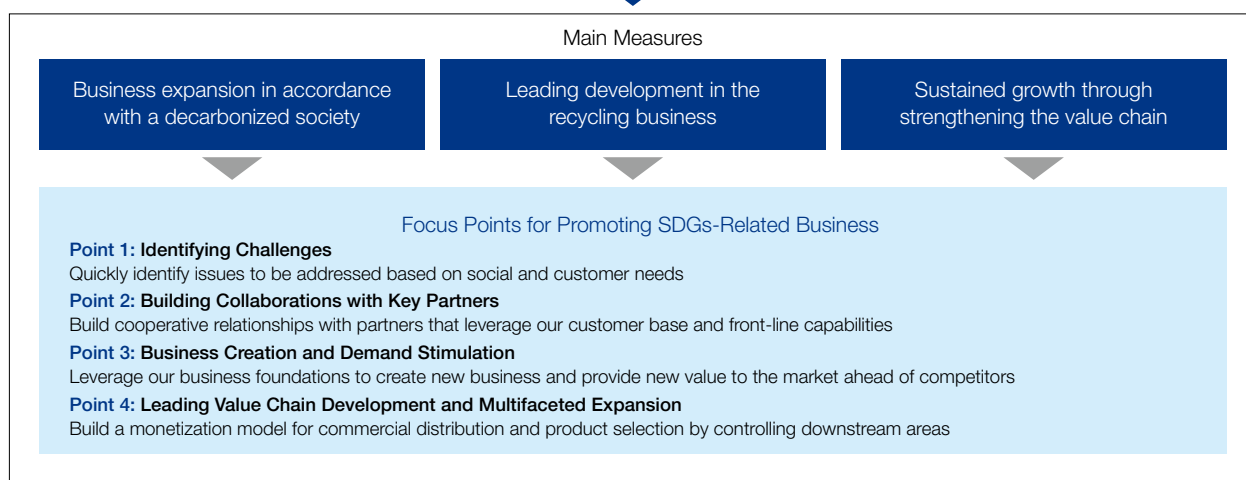 Main Measures
Business expansion in accordance
with a decarbonized society
Leading development in the
recycling business
Sustained growth through
strengthening the value chain
Focus Points for Promoting SDGs-Related Business
Point 1: Identifying Challenges
Quickly identify issues to be addressed based on social and customer needs
Point 2: Building Collaborations with Key Partners
Build cooperative relationships with partners that leverage our customer base and front-line capabilities
Point 3: Business Creation and Demand Stimulation
Leverage our business foundations to create new business and provide new value to the market ahead of competitors
Point 4: Leading Value Chain Development and Multifaceted Expansion
Build a monetization model for commercial distribution and product selection by controlling downstream areas